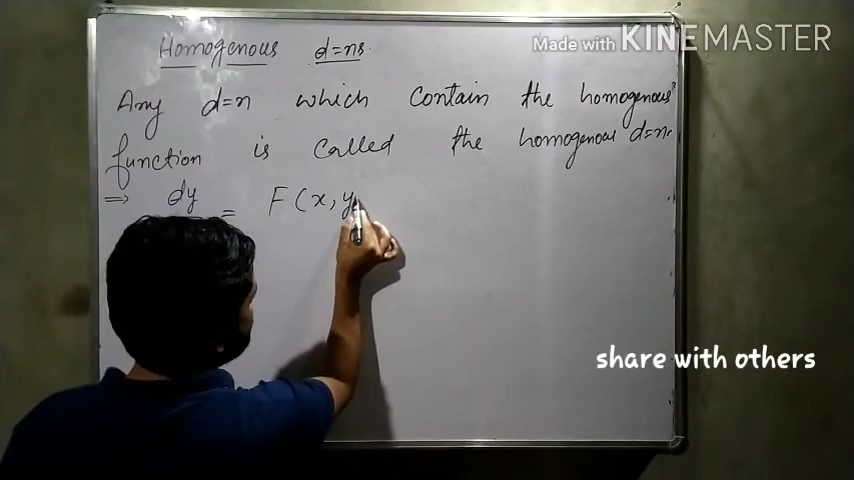 Homogenous d=ns.
Made with KINEMASTER
Any d=n which contain the homogenous
function is called the homogenous d=n.
⇒ dy = F(x,y
share with others